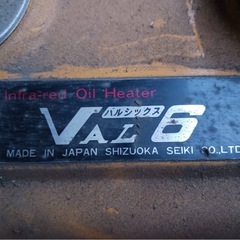 Infra-red Oil Heater
バルシックス
VAL 6
MADE IN JAPAN SHIZUOKA SEIKI CO.,LTD